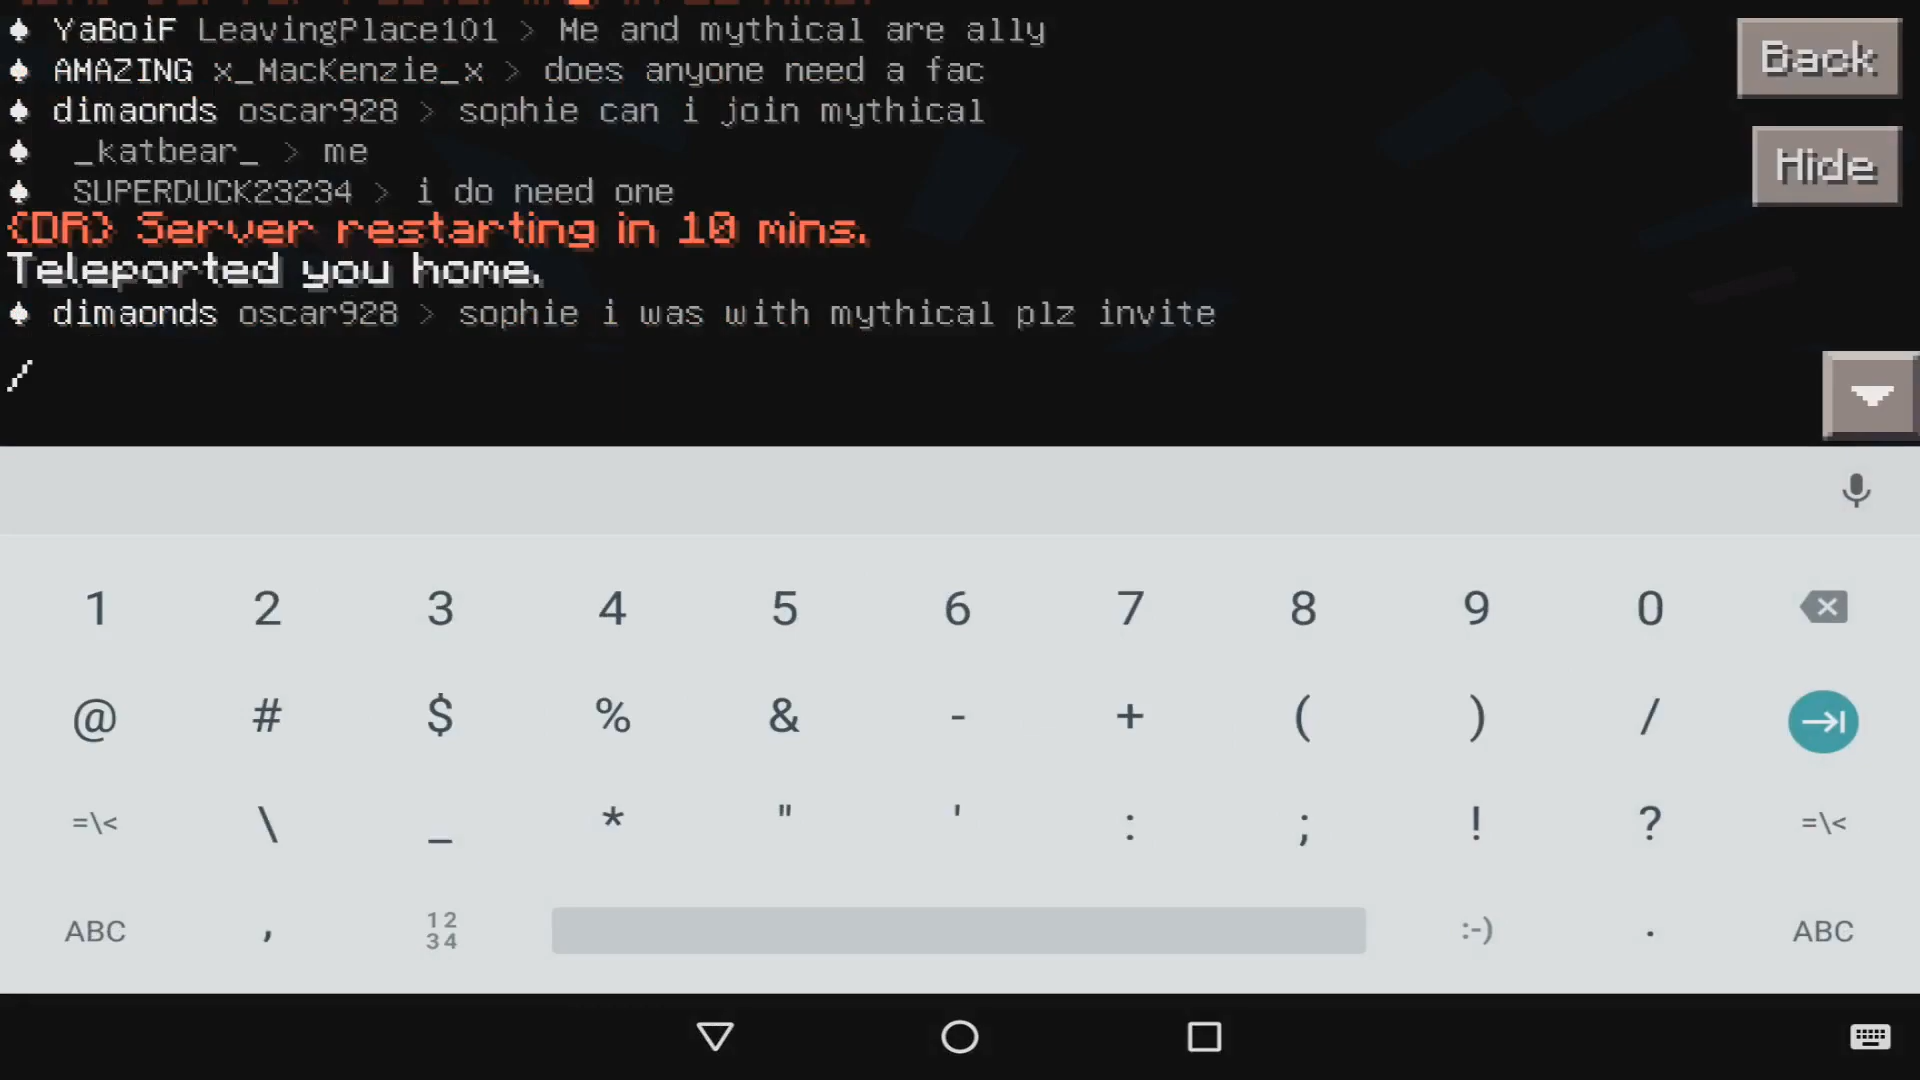 ♠ YaBoiF LeavingPlace101 > Me and mythical are ally
♠ AMAZING x_MacKenzie_x > does anyone need a fac
♠ dimaonds oscar928 > sophie can i join mythical
♠ _katbear_ > me
♠ SUPERDUCK23234 > i do need one
(DR) Server restarting in 10 mins.
Teleported you home.
♠ dimaonds oscar928 > sophie i was with mythical plz invite
/
Back
Hide
1 2 3 4 5 6 7 8 9 0
@ # $ % & - + ( ) /
=\< \ _ * " ' : ; ! ? =\<
ABC , 12 34 :-) . ABC